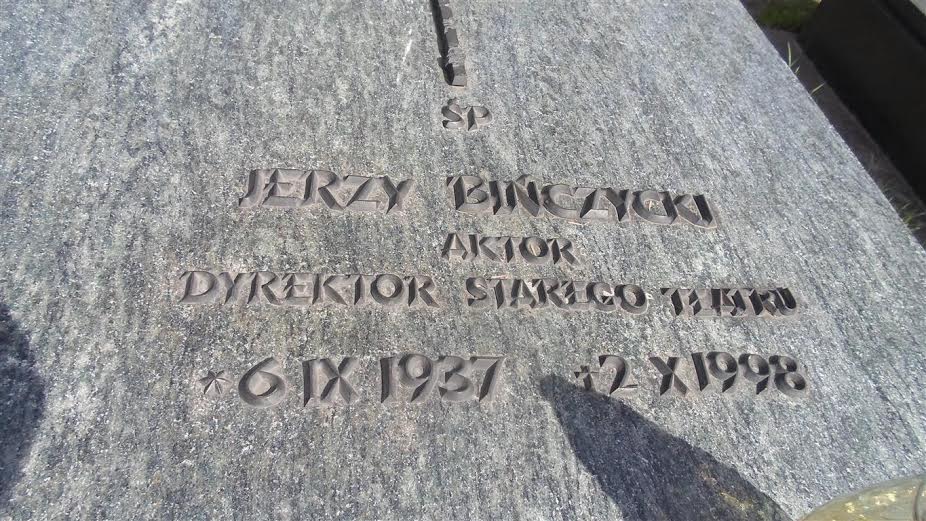 ŚP
JERZY BIŃCZYCKI
AKTOR
DYREKTOR STAREGO TEATRU
*6 IX 1937 †2 X 1998